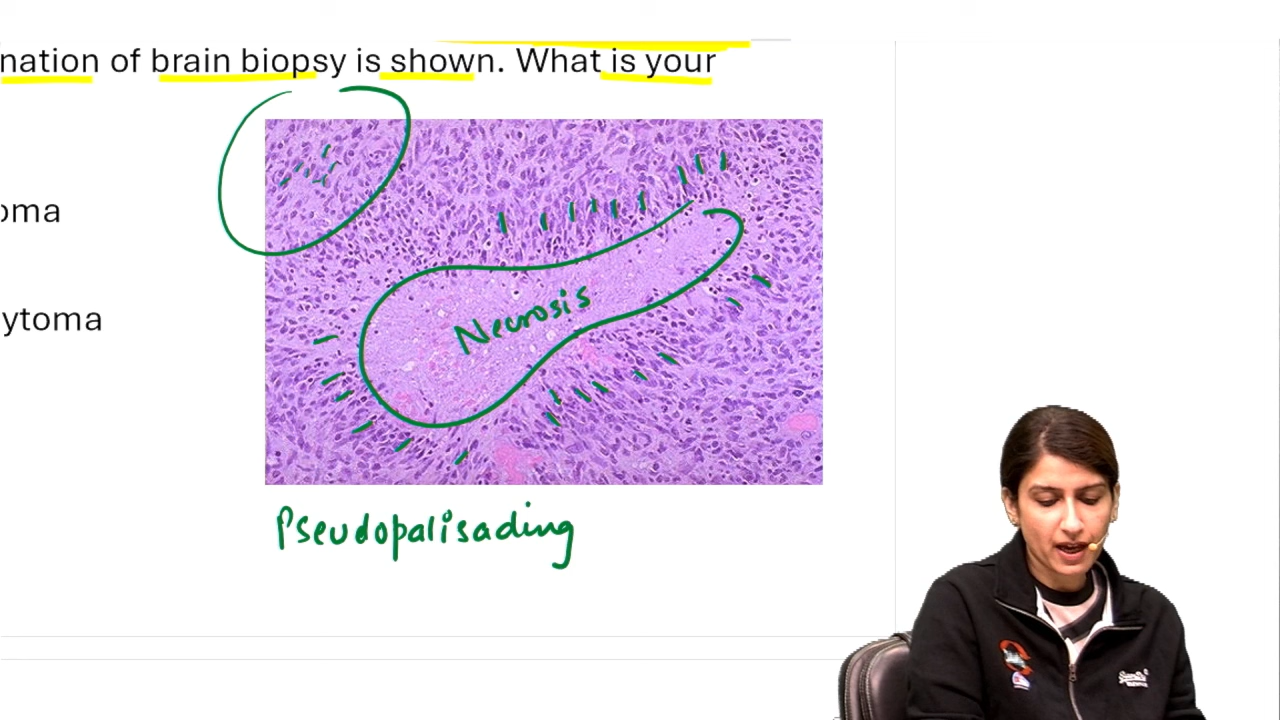 nation of brain biopsy is shown. What is your
oma
Necrosis
ytoma
Pseudopalisading